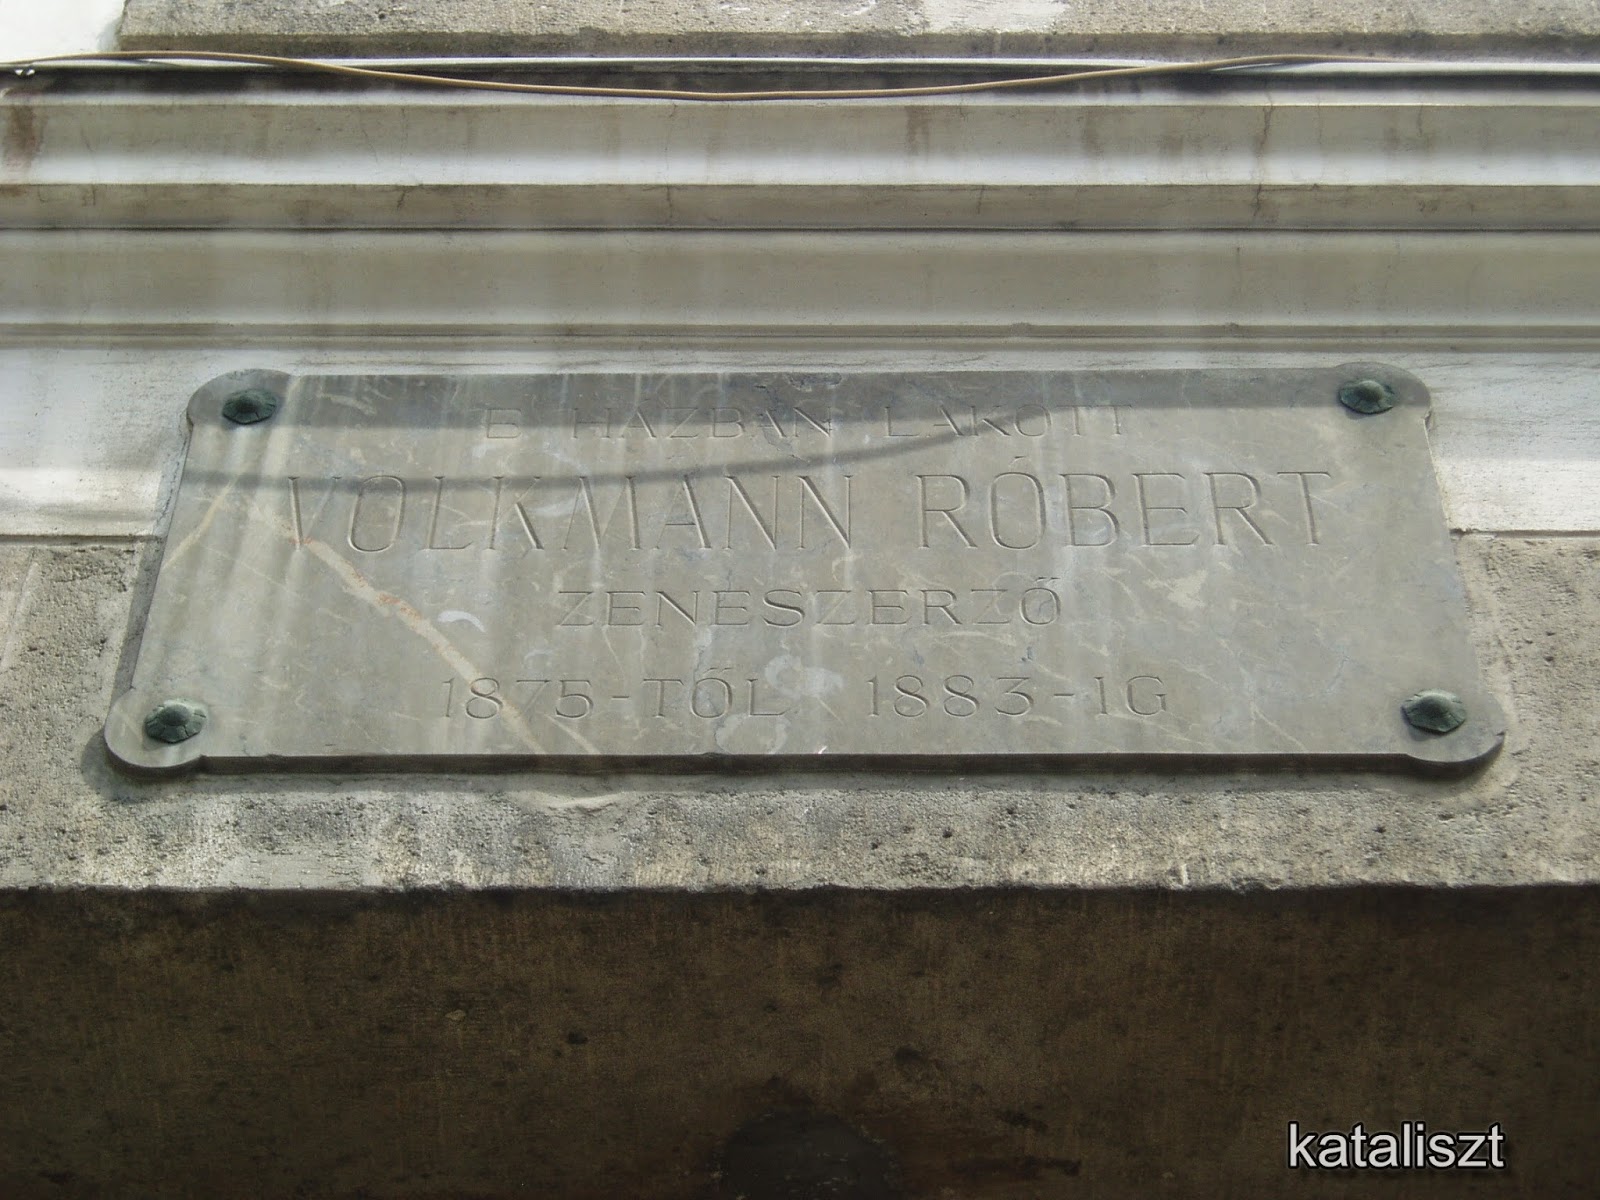 E HÁZBAN LAKOTT
VOLKMANN RÓBERT
ZENESZERZŐ
1875-TŐL 1883-IG
kataliszt